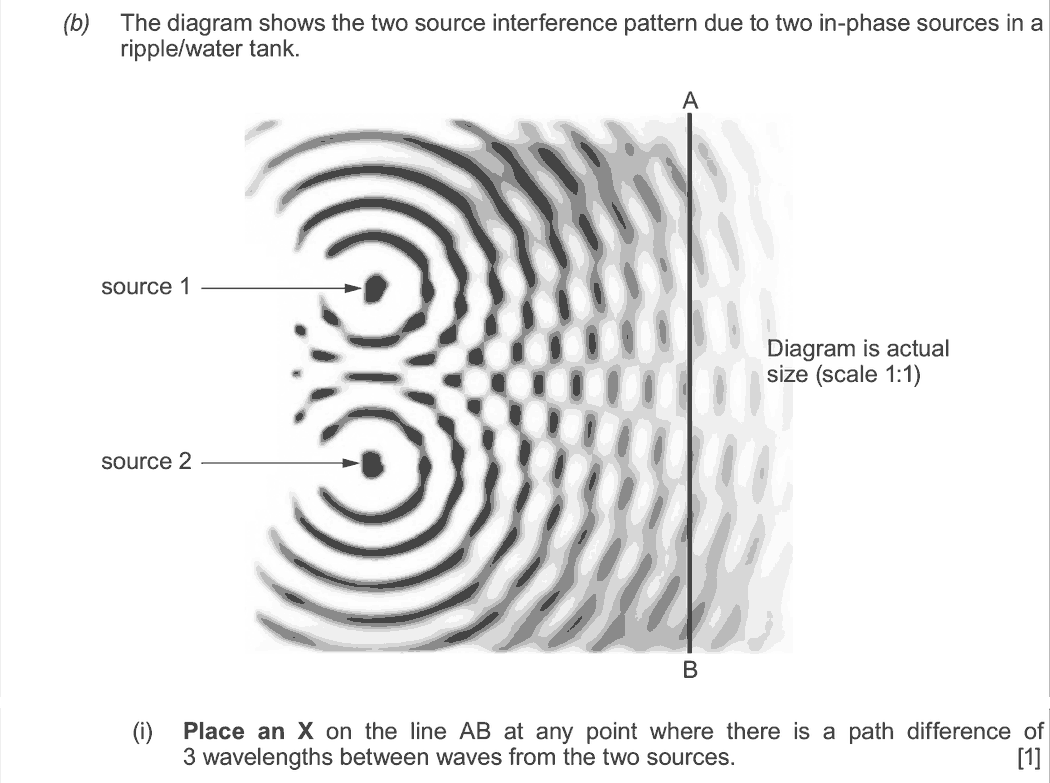 (b) The diagram shows the two source interference pattern due to two in-phase sources in a
ripple/water tank.
A
source 1
Diagram is actual
size (scale 1:1)
source 2
B
(i) Place an X on the line AB at any point where there is a path difference of
3 wavelengths between waves from the two sources. [1]